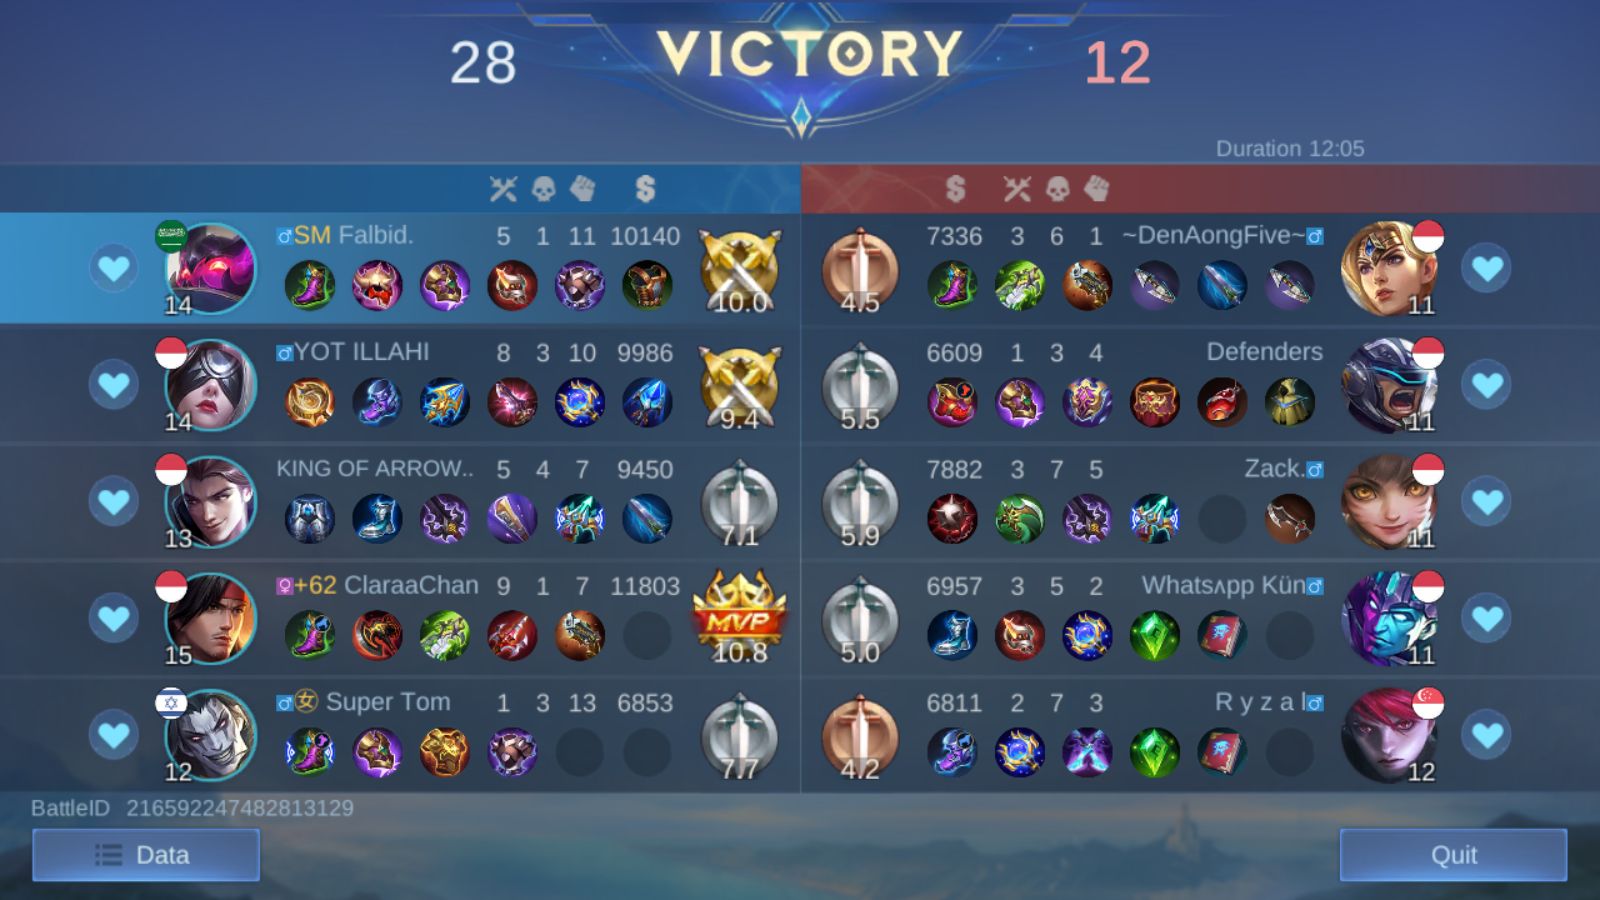 28 VICTORY 12
Duration 12:05
SM Falbid. 5 1 11 10140
14 10.0
7336 3 6 1 ~DenAongFive~
4.5 11
YOT ILLAHI 8 3 10 9986
14 9.4
6609 1 3 4 Defenders
5.5 11
KING OF ARROW.. 5 4 7 9450
13 7.1
7882 3 7 5 Zack.
5.9 11
+62 ClaraaChan 9 1 7 11803
MVP
15 10.8
6957 3 5 2 WhatsʌppKün
5.0 11
女 Super Tom 1 3 13 6853
12 7.7
6811 2 7 3 R y z a l
4.2 12
BattleID 216592247482813129
Data
Quit